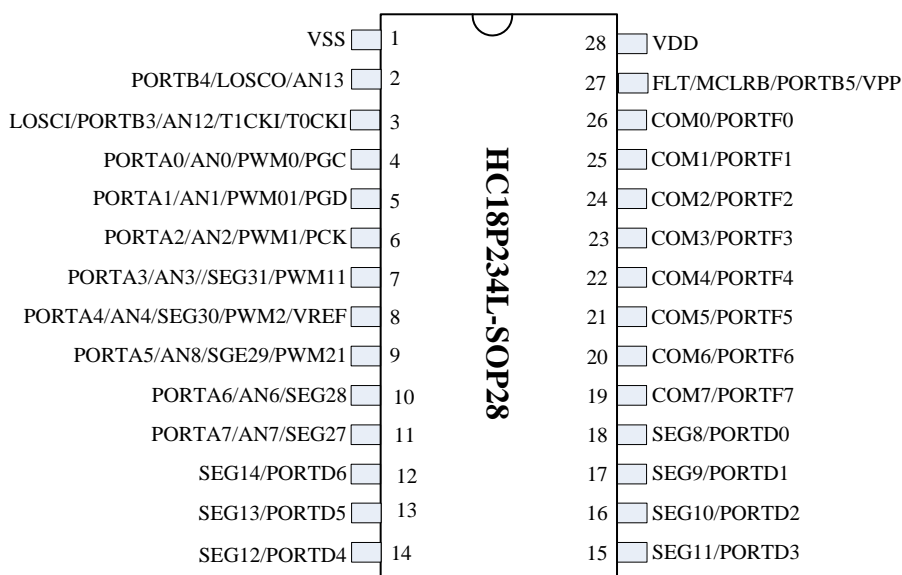 VSS 1
PORTB4/LOSCO/AN13 2
LOSCI/PORTB3/AN12/T1CKI/T0CKI 3
PORTA0/AN0/PWM0/PGC 4
PORTA1/AN1/PWM01/PGD 5
PORTA2/AN2/PWM1/PCK 6
PORTA3/AN3//SEG31/PWM11 7
PORTA4/AN4/SEG30/PWM2/VREF 8
PORTA5/AN8/SGE29/PWM21 9
PORTA6/AN6/SEG28 10
PORTA7/AN7/SEG27 11
SEG14/PORTD6 12
SEG13/PORTD5 13
SEG12/PORTD4 14
HC18P234L-SOP28
28 VDD
27 FLT/MCLRB/PORTB5/VPP
26 COM0/PORTF0
25 COM1/PORTF1
24 COM2/PORTF2
23 COM3/PORTF3
22 COM4/PORTF4
21 COM5/PORTF5
20 COM6/PORTF6
19 COM7/PORTF7
18 SEG8/PORTD0
17 SEG9/PORTD1
16 SEG10/PORTD2
15 SEG11/PORTD3